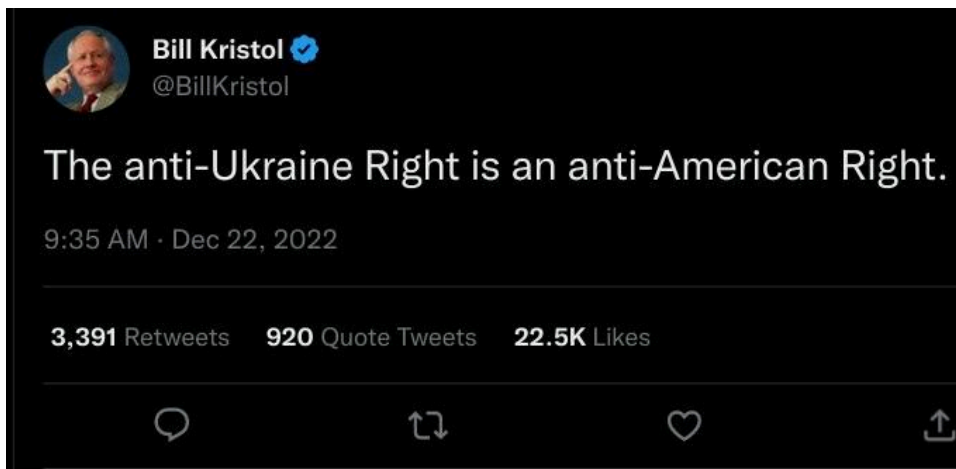 Bill Kristol
@BillKristol
The anti-Ukraine Right is an anti-American Right.
9:35 AM · Dec 22, 2022
3,391 Retweets 920 Quote Tweets 22.5K Likes